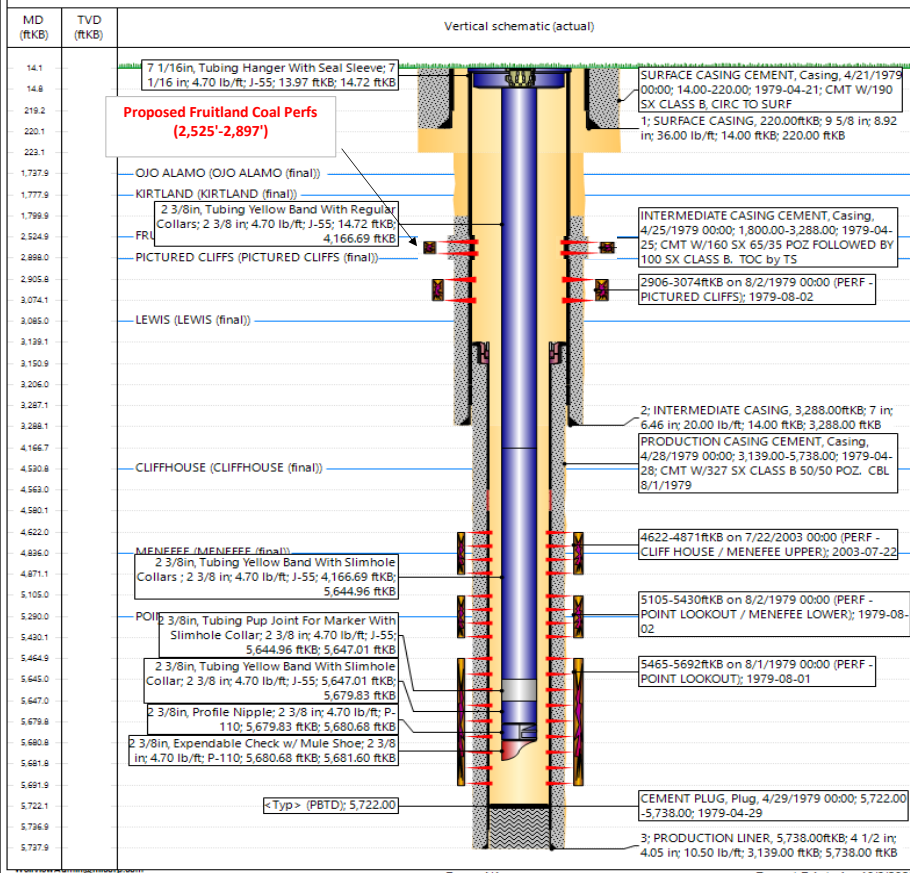 MD
(ftKB)
TVD
(ftKB)
Vertical schematic (actual)
14.1
14.8
219.2
220.1
223.1
1,737.9
1,777.9
1,799.9
2,524.9
2,898.0
2,905.8
3,074.1
3,085.0
3,139.1
3,150.9
3,206.0
3,287.1
3,288.1
4,166.7
4,530.8
4,563.0
4,580.1
4,622.0
4,836.0
4,871.1
5,105.0
5,290.0
5,430.1
5,464.9
5,645.0
5,647.0
5,679.8
5,680.8
5,681.8
5,691.9
5,722.1
5,736.9
5,737.9
7 1/16in, Tubing Hanger With Seal Sleeve; 7
1/16 in; 4.70 lb/ft; J-55; 13.97 ftKB; 14.72 ftKB
Proposed Fruitland Coal Perfs
(2,525'-2,897')
OJO ALAMO (OJO ALAMO (final))
KIRTLAND (KIRTLAND (final))
2 3/8in, Tubing Yellow Band With Regular
Collars; 2 3/8 in; 4.70 lb/ft; J-55; 14.72 ftKB;
4,166.69 ftKB
FRU
PICTURED CLIFFS (PICTURED CLIFFS (final))
LEWIS (LEWIS (final))
CLIFFHOUSE (CLIFFHOUSE (final))
MENEFEE (MENEFEE (final))
2 3/8in, Tubing Yellow Band With Slimhole
Collars ; 2 3/8 in; 4.70 lb/ft; J-55; 4,166.69 ftKB;
5,644.96 ftKB
POI
2 3/8in, Tubing Pup Joint For Marker With
Slimhole Collar; 2 3/8 in; 4.70 lb/ft; J-55;
5,644.96 ftKB; 5,647.01 ftKB
2 3/8in, Tubing Yellow Band With Slimhole
Collar; 2 3/8 in; 4.70 lb/ft; J-55; 5,647.01 ftKB;
5,679.83 ftKB
2 3/8in, Profile Nipple; 2 3/8 in; 4.70 lb/ft; P-
110; 5,679.83 ftKB; 5,680.68 ftKB
2 3/8in, Expendable Check w/ Mule Shoe; 2 3/8
in; 4.70 lb/ft; P-110; 5,680.68 ftKB; 5,681.60 ftKB
<Typ> (PBTD); 5,722.00
SURFACE CASING CEMENT, Casing, 4/21/1979
00:00; 14.00-220.00; 1979-04-21; CMT W/190
SX CLASS B, CIRC TO SURF
1; SURFACE CASING, 220.00ftKB; 9 5/8 in; 8.92
in; 36.00 lb/ft; 14.00 ftKB; 220.00 ftKB
INTERMEDIATE CASING CEMENT, Casing,
4/25/1979 00:00; 1,800.00-3,288.00; 1979-04-
25; CMT W/160 SX 65/35 POZ FOLLOWED BY
100 SX CLASS B.  TOC by TS
2906-3074ftKB on 8/2/1979 00:00 (PERF -
PICTURED CLIFFS); 1979-08-02
2; INTERMEDIATE CASING, 3,288.00ftKB; 7 in;
6.46 in; 20.00 lb/ft; 14.00 ftKB; 3,288.00 ftKB
PRODUCTION CASING CEMENT, Casing,
4/28/1979 00:00; 3,139.00-5,738.00; 1979-04-
28; CMT W/327 SX CLASS B 50/50 POZ.  CBL
8/1/1979
4622-4871ftKB on 7/22/2003 00:00 (PERF -
CLIFF HOUSE / MENEFEE UPPER); 2003-07-22
5105-5430ftKB on 8/2/1979 00:00 (PERF -
POINT LOOKOUT / MENEFEE LOWER); 1979-08-
02
5465-5692ftKB on 8/1/1979 00:00 (PERF -
POINT LOOKOUT); 1979-08-01
CEMENT PLUG, Plug, 4/29/1979 00:00; 5,722.00
-5,738.00; 1979-04-29
3; PRODUCTION LINER, 5,738.00ftKB; 4 1/2 in;
4.05 in; 10.50 lb/ft; 3,139.00 ftKB; 5,738.00 ftKB